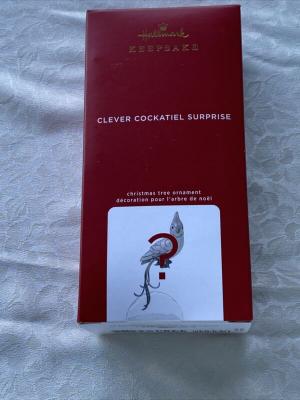 Hallmark
KEEPSAKE
CLEVER COCKATIEL SURPRISE
christmas tree ornament
décoration pour l'arbre de noël
?